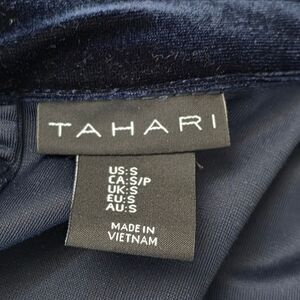 TAHARI
US:S
CA:S/P
UK:S
EU:S
AU:S
MADE IN
VIETNAM